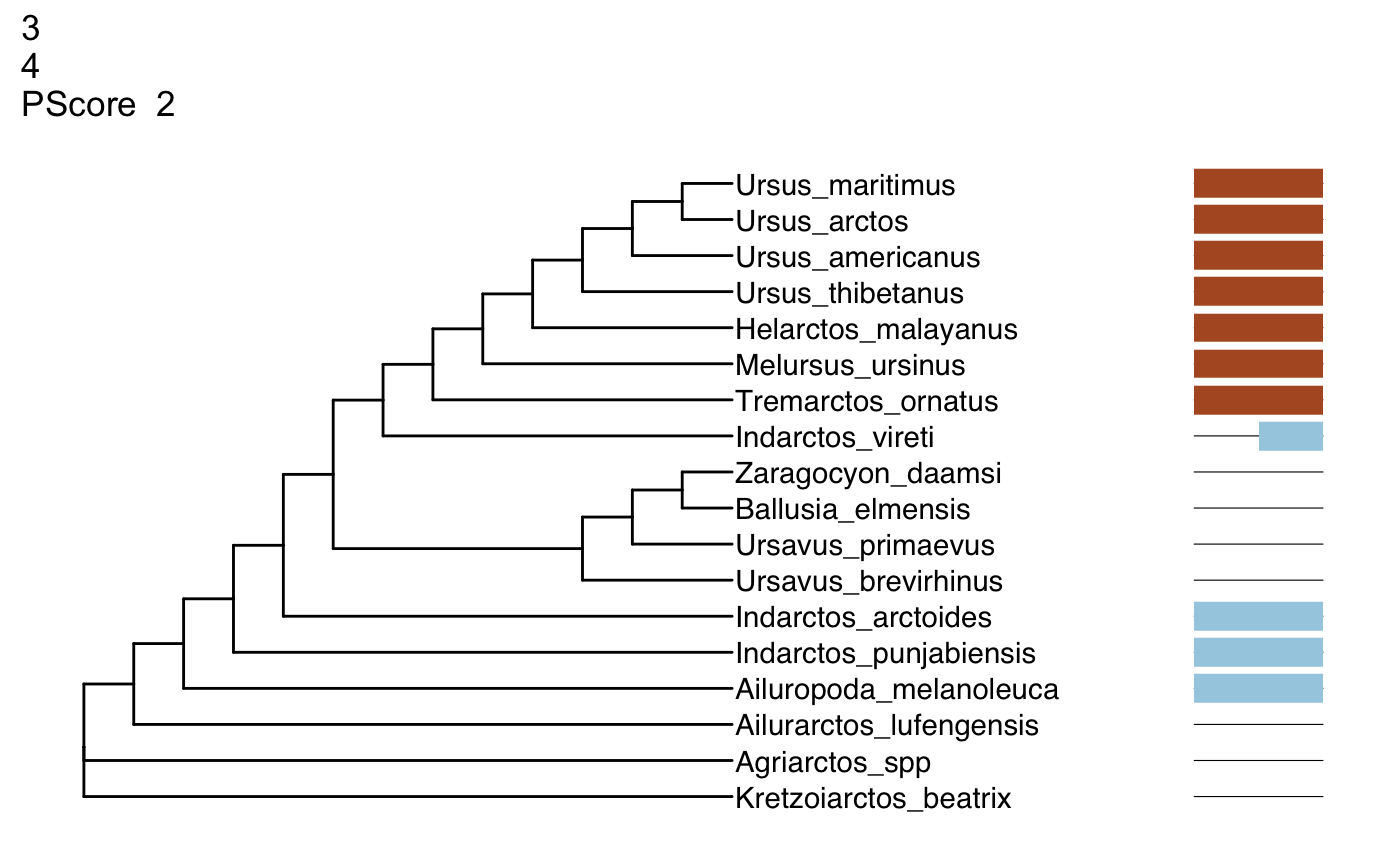 3
4
PScore 2
Ursus_maritimus
Ursus_arctos
Ursus_americanus
Ursus_thibetanus
Helarctos_malayanus
Melursus_ursinus
Tremarctos_ornatus
Indarctos_vireti
Zaragocyon_daamsi
Ballusia_elmensis
Ursavus_primaevus
Ursavus_brevirhinus
Indarctos_arctoides
Indarctos_punjabiensis
Ailuropoda_melanoleuca
Ailurarctos_lufengensis
Agriarctos_spp
Kretzoiarctos_beatrix